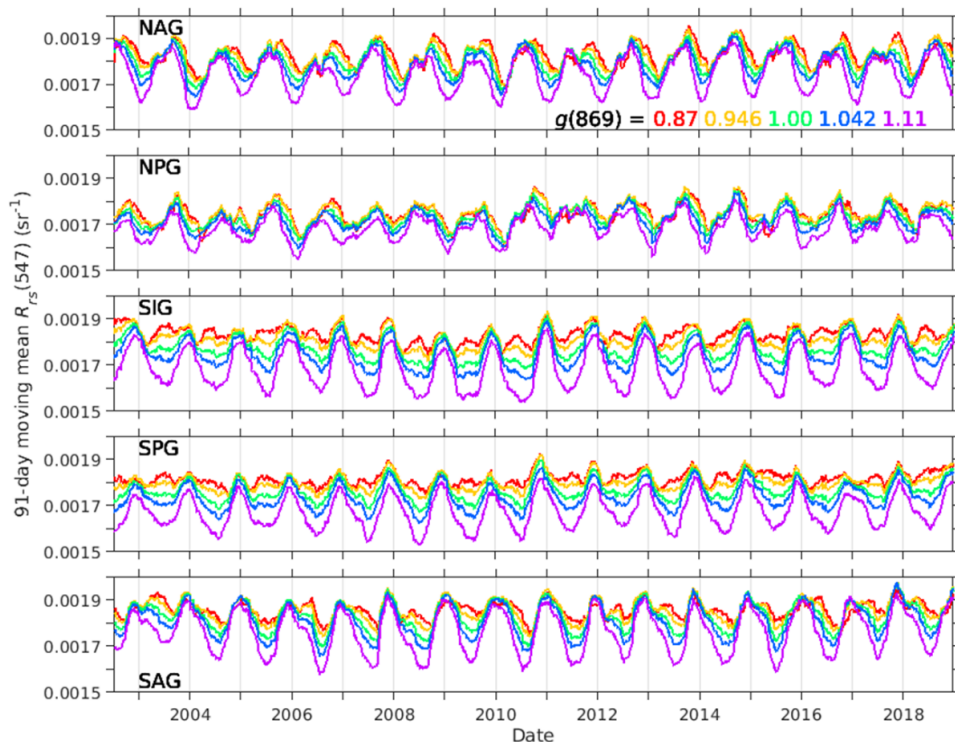 91-day moving mean Rrs(547) (sr-1)
NAG
0.0019
0.0017
0.0015
g(869) = 0.87 0.946 1.00 1.042 1.11
NPG
0.0019
0.0017
0.0015
SIG
0.0019
0.0017
0.0015
SPG
0.0019
0.0017
0.0015
0.0019
0.0017
0.0015
SAG
2004 2006 2008 2010 2012 2014 2016 2018
Date